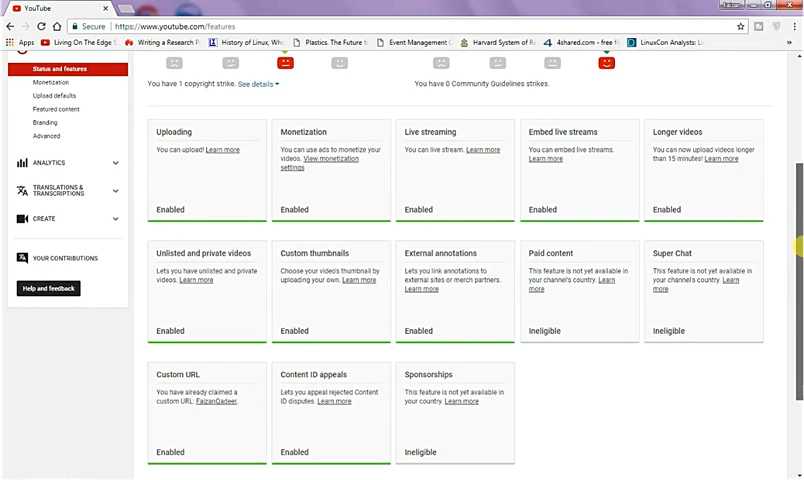 YouTube
Faizan
Secure
https://www.youtube.com/features
Apps
Living On The Edge S
Writing a Research P
History of Linux, Wh
Plastics. The Future f
Event Management C
Harvard System of R
4shared.com - free f
LinuxCon Analysts: L
Status and features
Monetization
Upload defaults
Featured content
Branding
Advanced
ANALYTICS
TRANSLATIONS &
TRANSCRIPTIONS
CREATE
YOUR CONTRIBUTIONS
Help and feedback
You have 1 copyright strike. See details
You have 0 Community Guidelines strikes.
Uploading
You can upload! Learn more
Enabled
Monetization
You can use ads to monetize your
videos. View monetization
settings
Enabled
Live streaming
You can live stream. Learn more
Enabled
Embed live streams
You can embed live streams.
Learn more
Enabled
Longer videos
You can now upload videos longer
than 15 minutes! Learn more
Enabled
Unlisted and private videos
Lets you have unlisted and private
videos. Learn more
Enabled
Custom thumbnails
Choose your video's thumbnail by
uploading your own. Learn more
Enabled
External annotations
Lets you link annotations to
external sites or merch partners.
Learn more
Enabled
Paid content
This feature is not yet available in
your channel's country. Learn
more
Ineligible
Super Chat
This feature is not yet available in
your channel's country. Learn
more
Ineligible
Custom URL
You have already claimed a
custom URL: FaizanQadeer.
Enabled
Content ID appeals
Lets you appeal rejected Content
ID disputes. Learn more
Enabled
Sponsorships
This feature is not yet available in
your country. Learn more
Ineligible